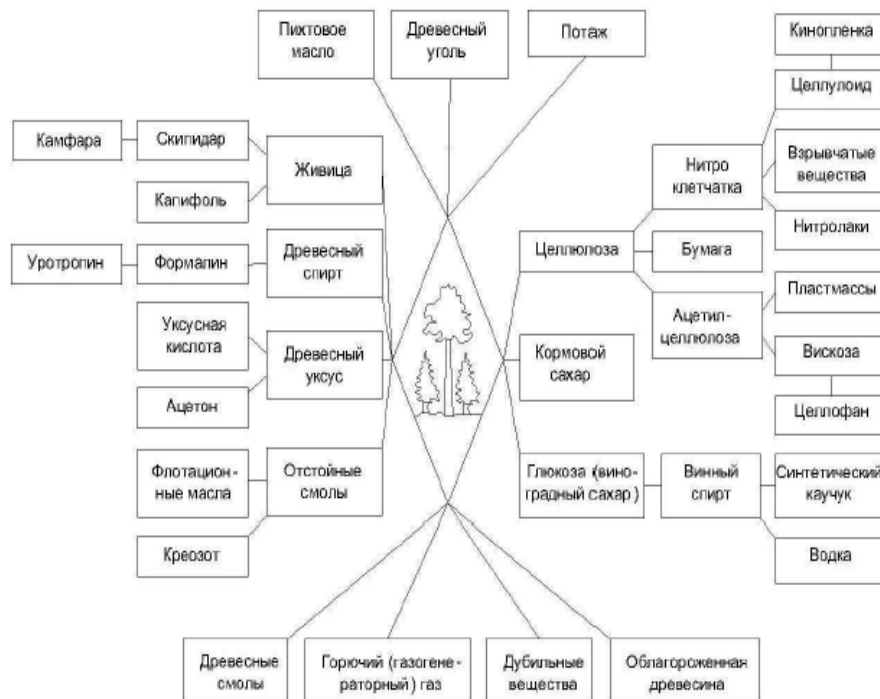 Пихтовое
масло
Древесный
уголь
Потаж
Кинопленка
Целлулоид
Камфара
Скипидар
Живица
Капифоль
Нитро
клетчатка
Взрывчатые
вещества
Нитролаки
Уротропин
Формалин
Древесный
спирт
Целлюлоза
Бумага
Уксусная
кислота
Древесный
уксус
Ацетон
Кормовой
сахар
Ацетил-
целлюлоза
Пластмассы
Вискоза
Целлофан
Флотацион-
ные масла
Отстойные
смолы
Креозот
Глюкоза (вино-
градный сахар)
Винный
спирт
Синтетический
каучук
Водка
Древесные
смолы
Горючий (газогене-
раторный) газ
Дубильные
вещества
Облагороженная
древесина